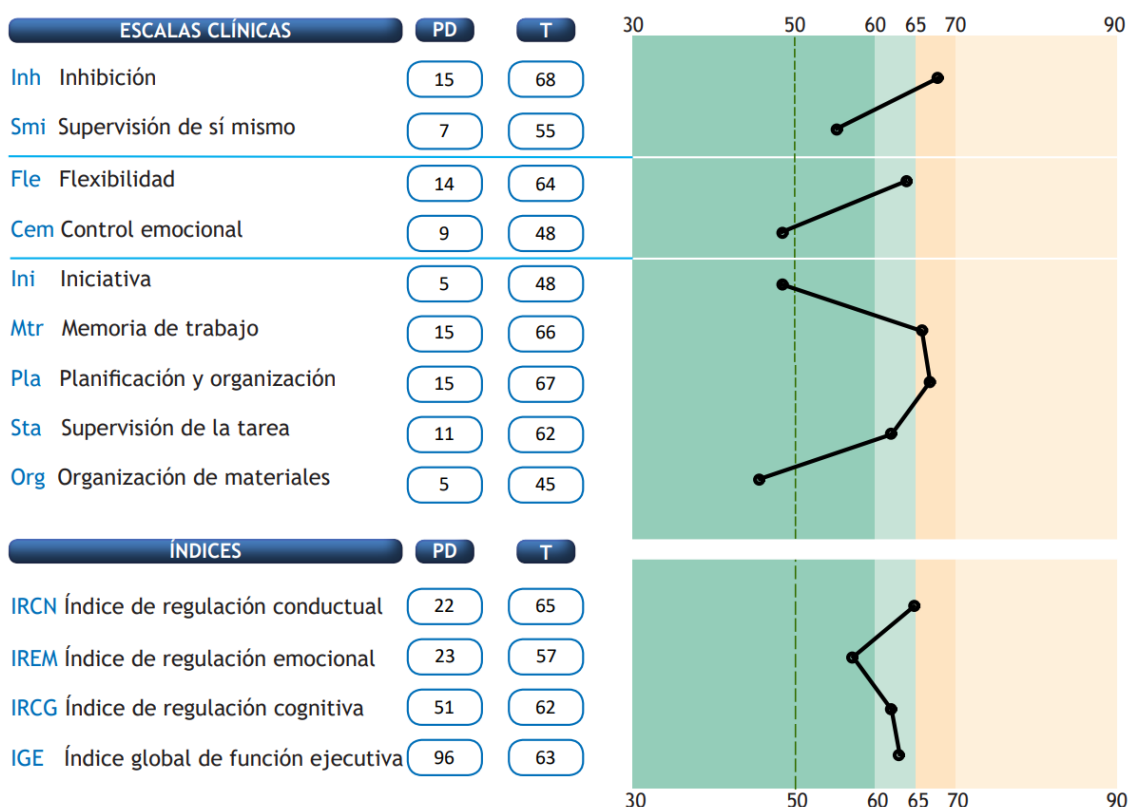 ESCALAS CLÍNICAS PD T 30 50 60 65 70 90
Inh Inhibición 15 68
Smi Supervisión de sí mismo 7 55
Fle Flexibilidad 14 64
Cem Control emocional 9 48
Ini Iniciativa 5 48
Mtr Memoria de trabajo 15 66
Pla Planificación y organización 15 67
Sta Supervisión de la tarea 11 62
Org Organización de materiales 5 45
ÍNDICES PD T
IRCN Índice de regulación conductual 22 65
IREM Índice de regulación emocional 23 57
IRCG Índice de regulación cognitiva 51 62
IGE Índice global de función ejecutiva 96 63
30 50 60 65 70 90